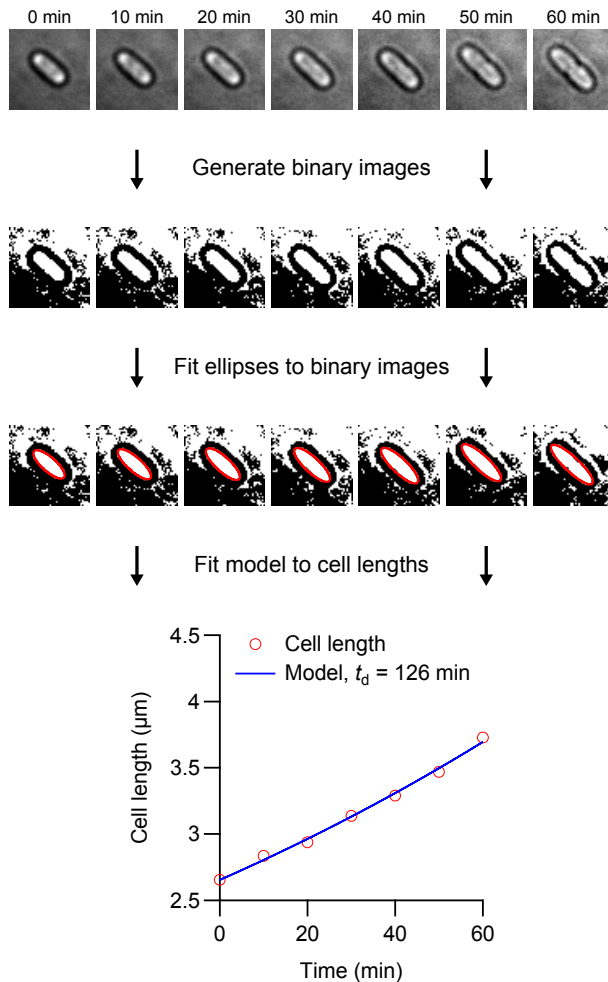 0 min 10 min 20 min 30 min 40 min 50 min 60 min
Generate binary images
Fit ellipses to binary images
Fit model to cell lengths
4.5
4
3.5
3
2.5
Cell length (µm)
Cell length
Model, t_d = 126 min
0 20 40 60
Time (min)